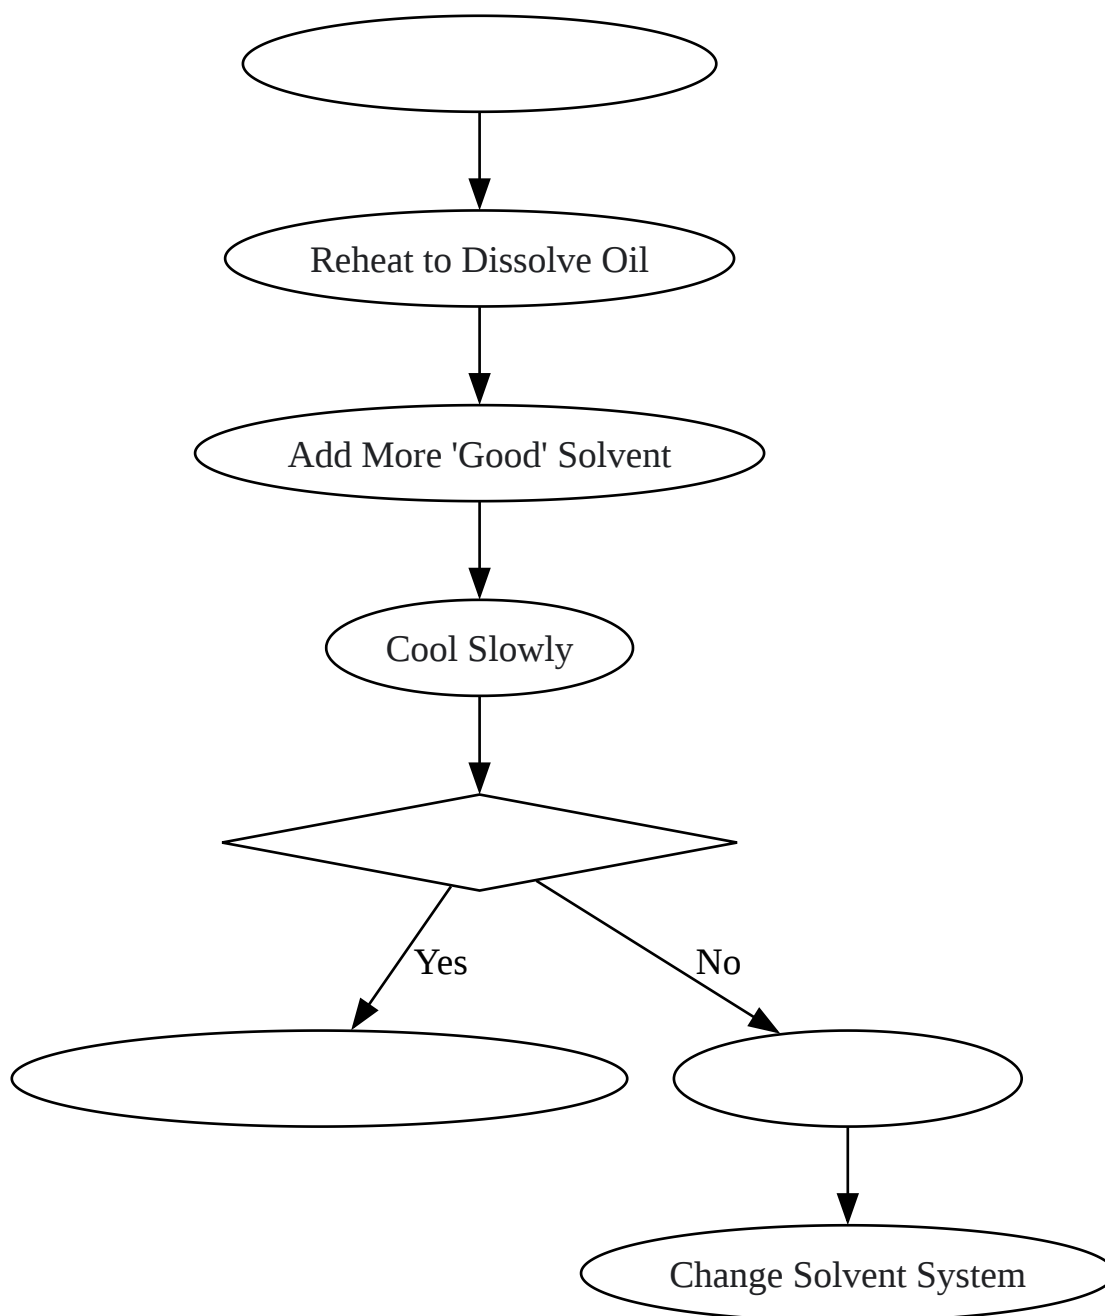 Reheat to Dissolve Oil
Add More 'Good' Solvent
Cool Slowly
Yes
No
Change Solvent System